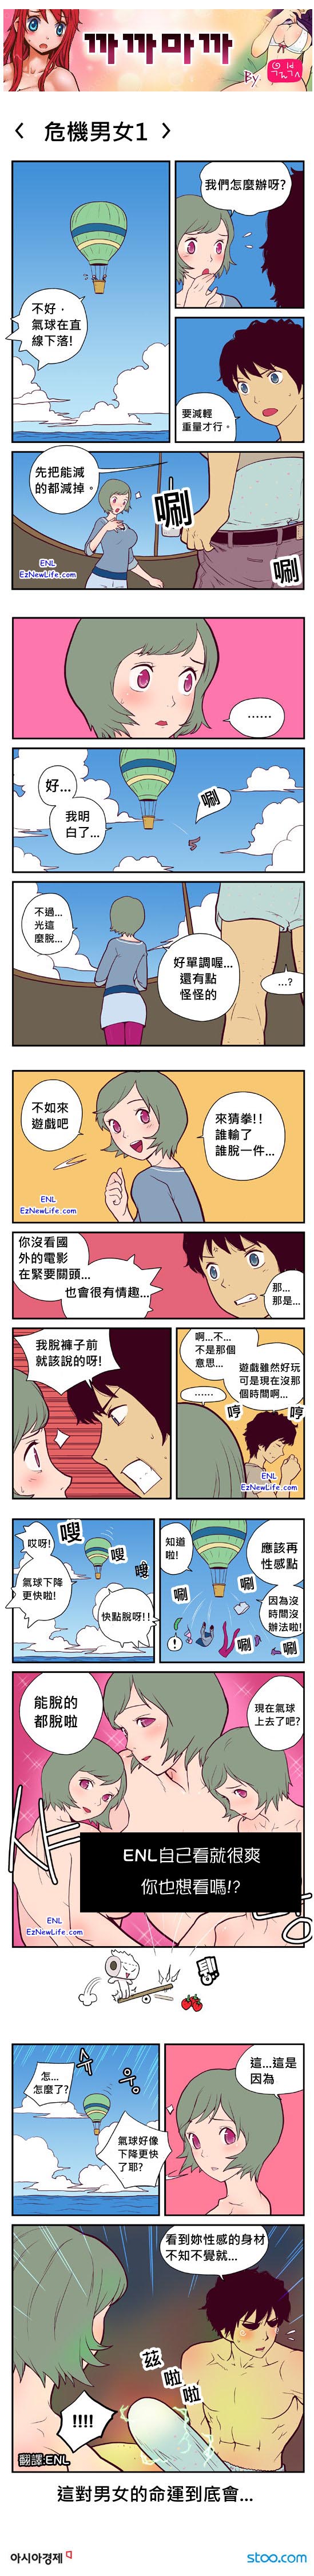 까까마까
By.
〈 危機男女1 〉
不好，
氣球在直
線下落!
我們怎麼辦呀?
要減輕
重量才行。
先把能減
的都減掉。
唰
唰
ENL
EzNewLife.com
......
好...
我明
白了...
唰
不過...
光這
麼脫...
好單調喔...
還有點
怪怪的
...?
不如來
遊戲吧
來猜拳!!
誰輸了
誰脫一件...
ENL
EzNewLife.com
你沒看國
外的電影
在緊要關頭...
也會很有情趣...
那...
那是...
我脫褲子前
就該說的呀!
啊...不...
不是那個
意思...
遊戲雖然好玩
可是現在沒那
個時間啊...
......
哼
哼
ENL
EzNewLife.com
哎呀!
嗖
嗖
嗖
氣球下降
更快啦!
快點脫呀!!
知道
啦!
應該再
性感點
唰
唰
因為沒
時間沒
辦法啦!
!
唰
唰
能脫的
都脫啦
現在氣球
上去了吧?
ENL自己看就很爽
你也想看嗎!?
ENL
EzNewLife.com
怎...
怎麼了?
슈
웅
氣球好像
下降更快
了耶?
這...這是
因為
看到妳性感的身材
不知不覺就...
茲
啦
啦
!!!!
翻譯:ENL
這對男女的命運到底會...
아시아경제
stoo.com